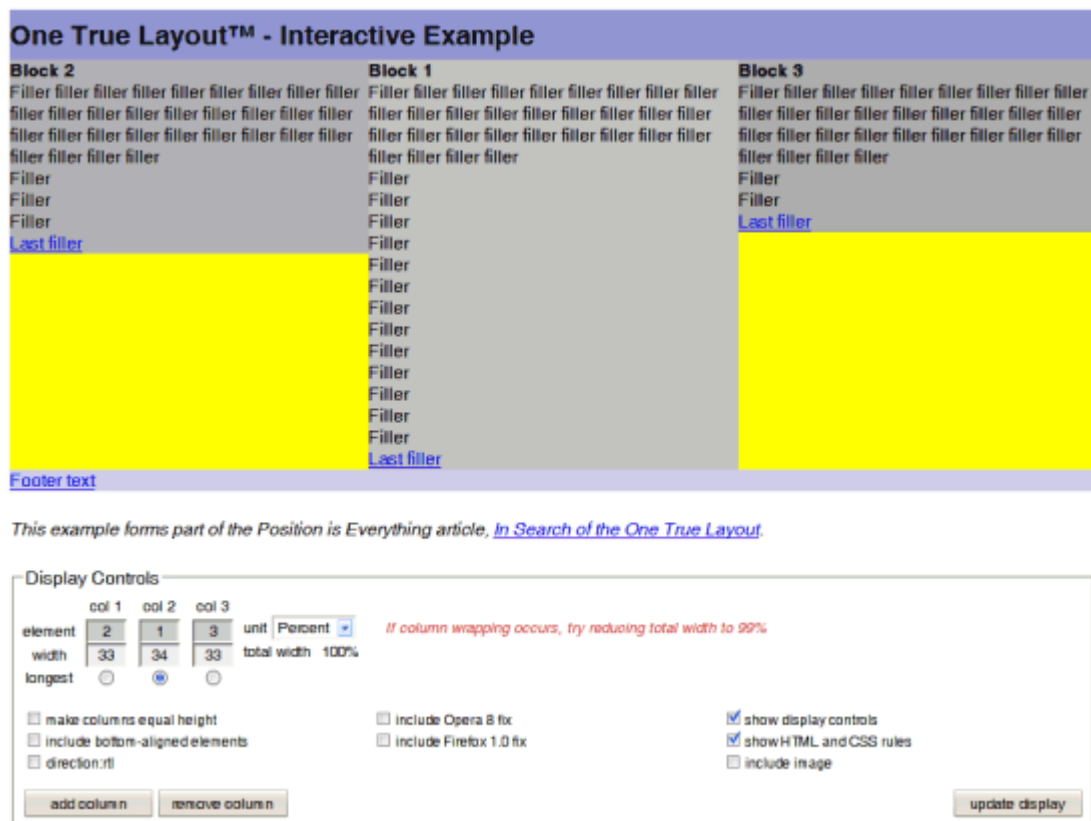 One True Layout™ - Interactive Example
Block 2
Filler filler filler filler filler filler filler filler filler
filler filler filler filler filler filler filler filler filler
filler filler filler filler filler filler filler filler filler
filler filler filler filler
Filler
Filler
Filler
Last filler
Block 1
Filler filler filler filler filler filler filler filler filler
filler filler filler filler filler filler filler filler filler
filler filler filler filler filler filler filler filler filler
filler filler filler filler
Filler
Filler
Filler
Filler
Filler
Filler
Filler
Filler
Filler
Filler
Filler
Filler
Filler
Last filler
Block 3
Filler filler filler filler filler filler filler filler filler
filler filler filler filler filler filler filler filler filler
filler filler filler filler filler filler filler filler filler
filler filler filler filler
Filler
Filler
Last filler
Footer text
This example forms part of the Position is Everything article, In Search of the One True Layout.
Display Controls
col 1 col 2 col 3
element 2 1 3 unit Percent If column wrapping occurs, try reducing total width to 99%
width 33 34 33 total width 100%
longest
make columns equal height include Opera 8 fix show display controls
include bottom-aligned elements include Firefox 1.0 fix show HTML and CSS rules
direction:rtl include image
add column remove column update display